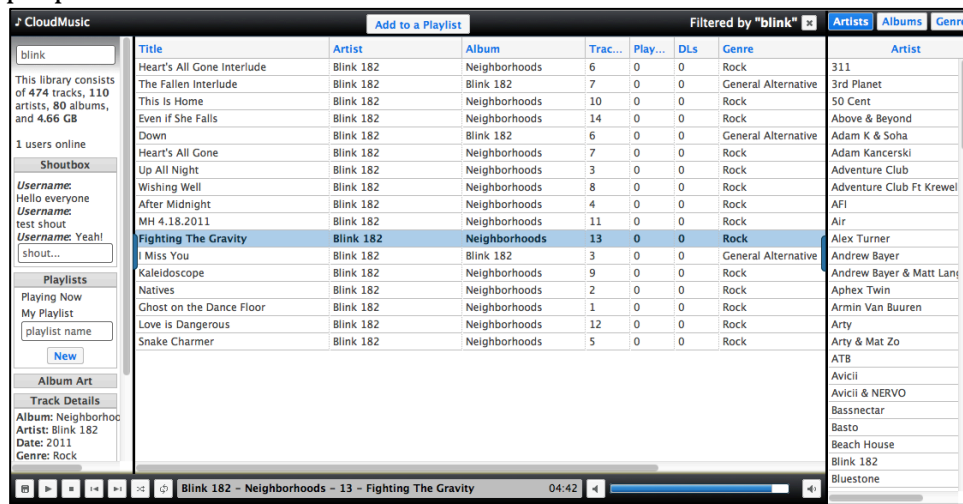 ♪ CloudMusic
Add to a Playlist
Filtered by "blink"
Artists Albums Genr
blink
This library consists
of 474 tracks, 110
artists, 80 albums,
and 4.66 GB
1 users online
Shoutbox
Username:
Hello everyone
Username:
test shout
Username: Yeah!
shout...
Playlists
Playing Now
My Playlist
playlist name
New
Album Art
Track Details
Album: Neighborhoo
Artist: Blink 182
Date: 2011
Genre: Rock
Title Artist Album Trac... Play... DLs Genre
Heart's All Gone Interlude Blink 182 Neighborhoods 6 0 0 Rock
The Fallen Interlude Blink 182 Blink 182 7 0 0 General Alternative
This Is Home Blink 182 Neighborhoods 10 0 0 Rock
Even if She Falls Blink 182 Neighborhoods 14 0 0 Rock
Down Blink 182 Blink 182 6 0 0 General Alternative
Heart's All Gone Blink 182 Neighborhoods 7 0 0 Rock
Up All Night Blink 182 Neighborhoods 3 0 0 Rock
Wishing Well Blink 182 Neighborhoods 8 0 0 Rock
After Midnight Blink 182 Neighborhoods 4 0 0 Rock
MH 4.18.2011 Blink 182 Neighborhoods 11 0 0 Rock
Fighting The Gravity Blink 182 Neighborhoods 13 0 0 Rock
I Miss You Blink 182 Blink 182 3 0 0 General Alternative
Kaleidoscope Blink 182 Neighborhoods 9 0 0 Rock
Natives Blink 182 Neighborhoods 2 0 0 Rock
Ghost on the Dance Floor Blink 182 Neighborhoods 1 0 0 Rock
Love is Dangerous Blink 182 Neighborhoods 12 0 0 Rock
Snake Charmer Blink 182 Neighborhoods 5 0 0 Rock
Artist
311
3rd Planet
50 Cent
Above & Beyond
Adam K & Soha
Adam Kancerski
Adventure Club
Adventure Club Ft Krewel
AFI
Air
Alex Turner
Andrew Bayer
Andrew Bayer & Matt Lang
Aphex Twin
Armin Van Buuren
Arty
Arty & Mat Zo
ATB
Avicii
Avicii & NERVO
Bassnectar
Basto
Beach House
Blink 182
Bluestone
Blink 182 – Neighborhoods – 13 – Fighting The Gravity 04:42